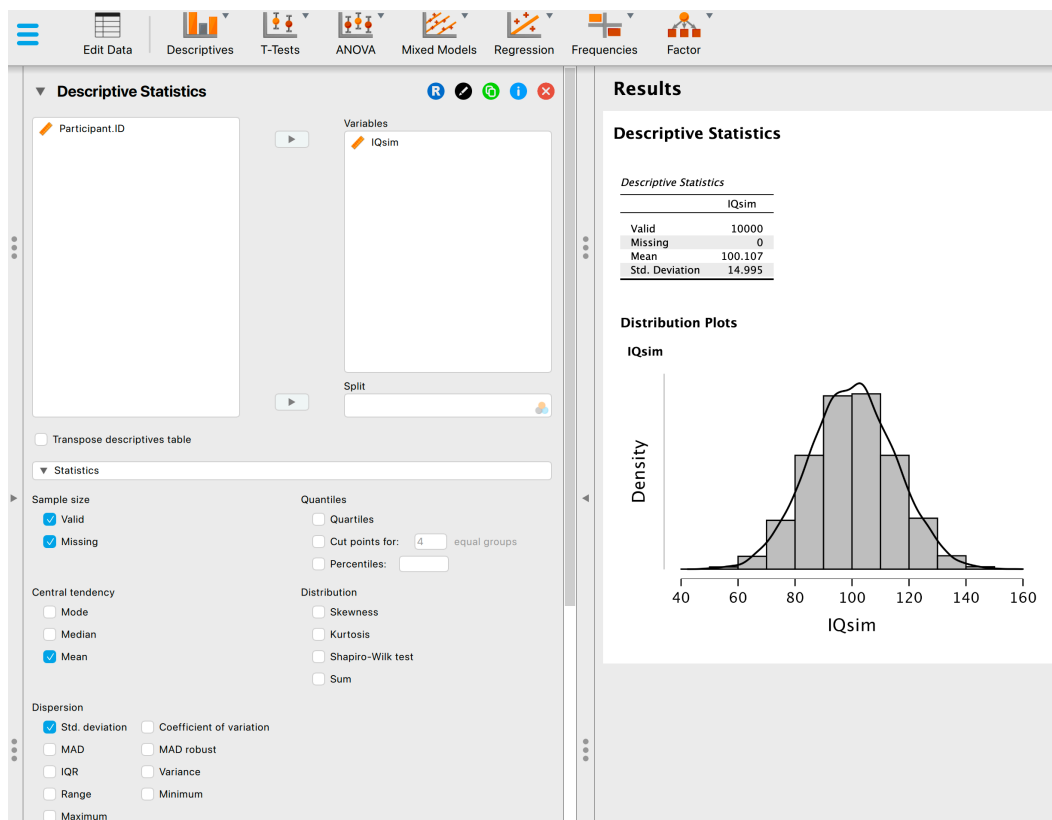 Edit Data
Descriptives
T-Tests
ANOVA
Mixed Models
Regression
Frequencies
Factor
Descriptive Statistics
R
i
Participant.ID
Variables
IQsim
Split
Transpose descriptives table
Statistics
Sample size
Valid
Missing
Quantiles
Quartiles
Cut points for: 4 equal groups
Percentiles:
Central tendency
Mode
Median
Mean
Distribution
Skewness
Kurtosis
Shapiro-Wilk test
Sum
Dispersion
Std. deviation
Coefficient of variation
MAD
MAD robust
IQR
Variance
Range
Minimum
Maximum
Results
Descriptive Statistics
Descriptive Statistics
IQsim
Valid 10000
Missing 0
Mean 100.107
Std. Deviation 14.995
Distribution Plots
IQsim
Density
40 60 80 100 120 140 160
IQsim